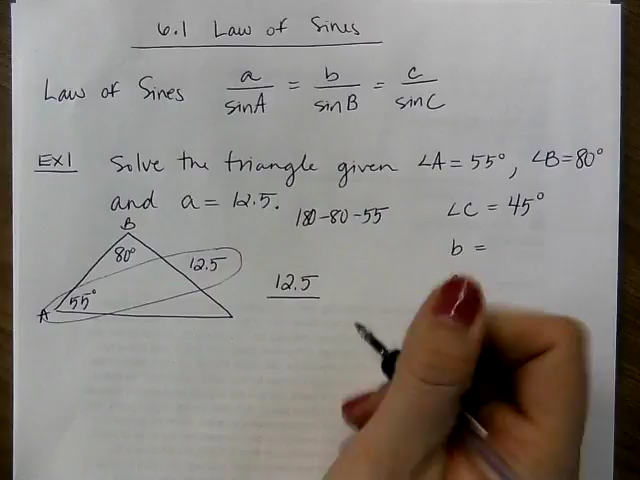 6.1 Law of Sines
Law of Sines a/sinA = b/sinB = c/sinC
EX1 Solve the triangle given ∠A = 55°, ∠B = 80°
and a = 12.5.
180-80-55
∠C = 45°
b =
B
80°
12.5
A 55°
12.5